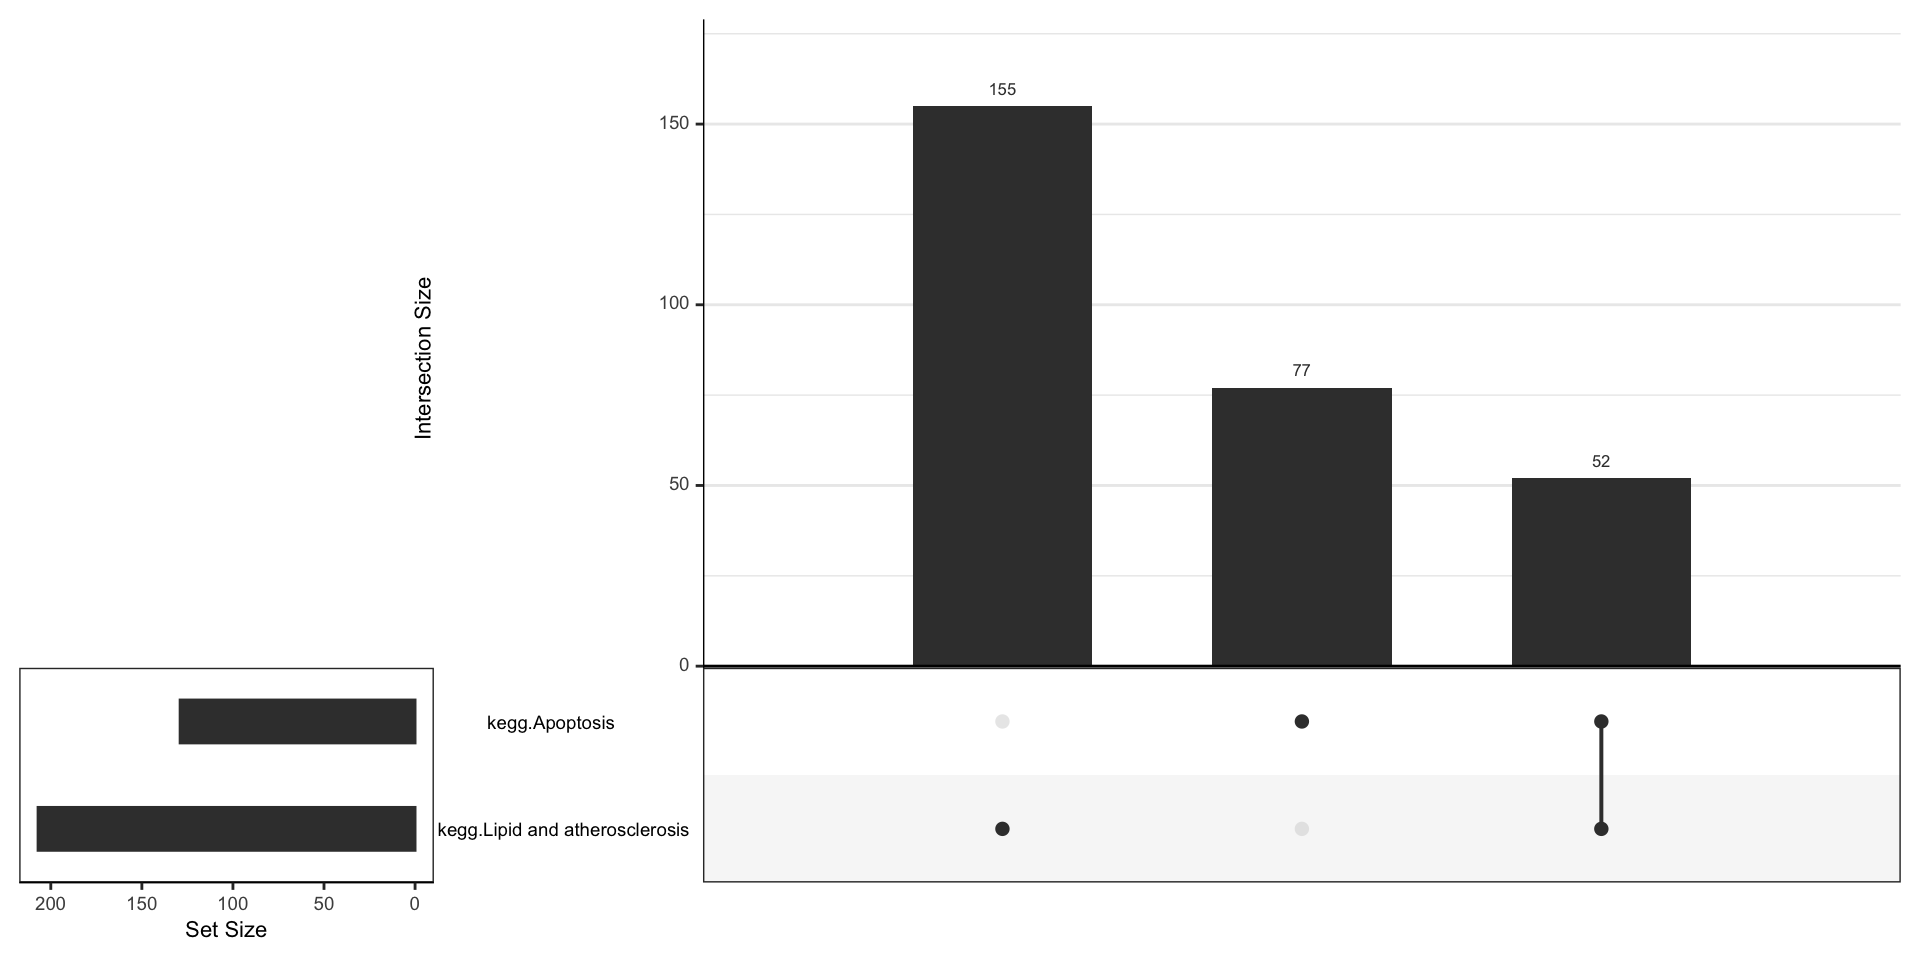 155
150
Intersection Size
100
77
52
50
0
kegg.Apoptosis
kegg.Lipid and atherosclerosis
200 150 100 50 0
Set Size